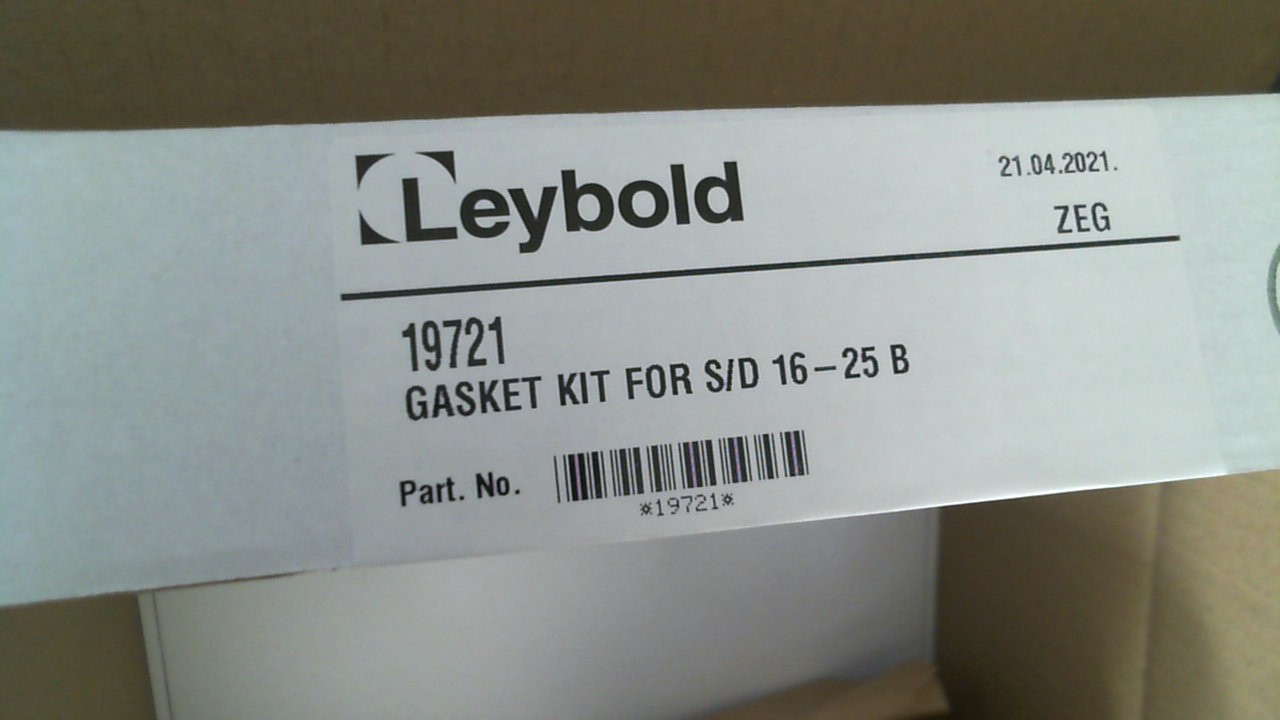 Leybold
21.04.2021.
ZEG
19721
GASKET KIT FOR S/D 16–25 B
Part. No.
*19721*